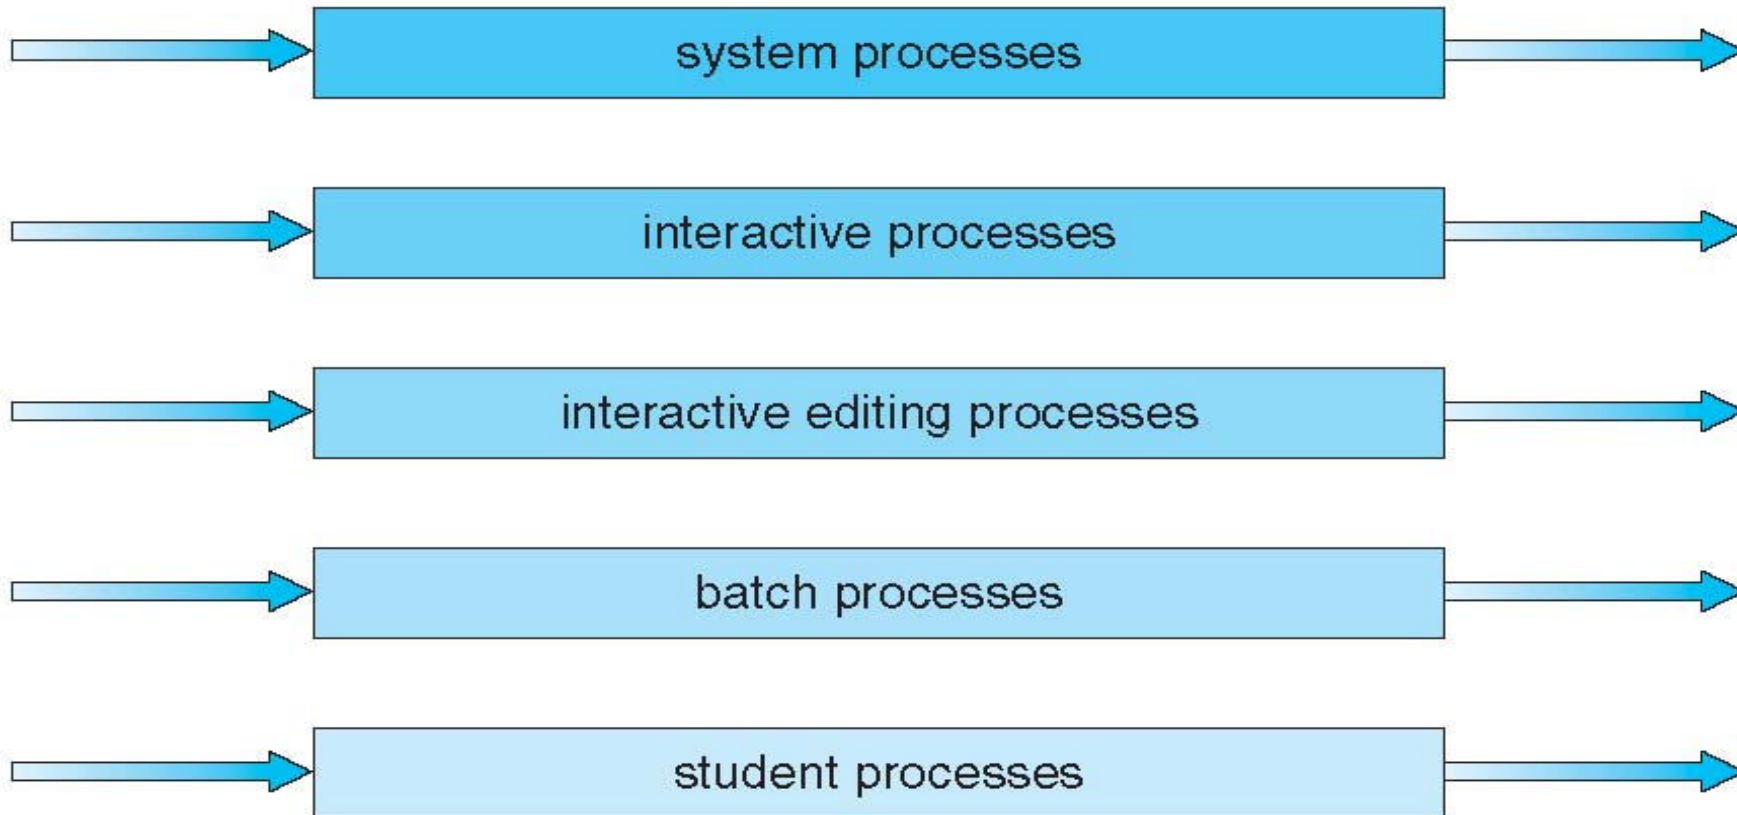 system processes
interactive processes
interactive editing processes
batch processes
student processes